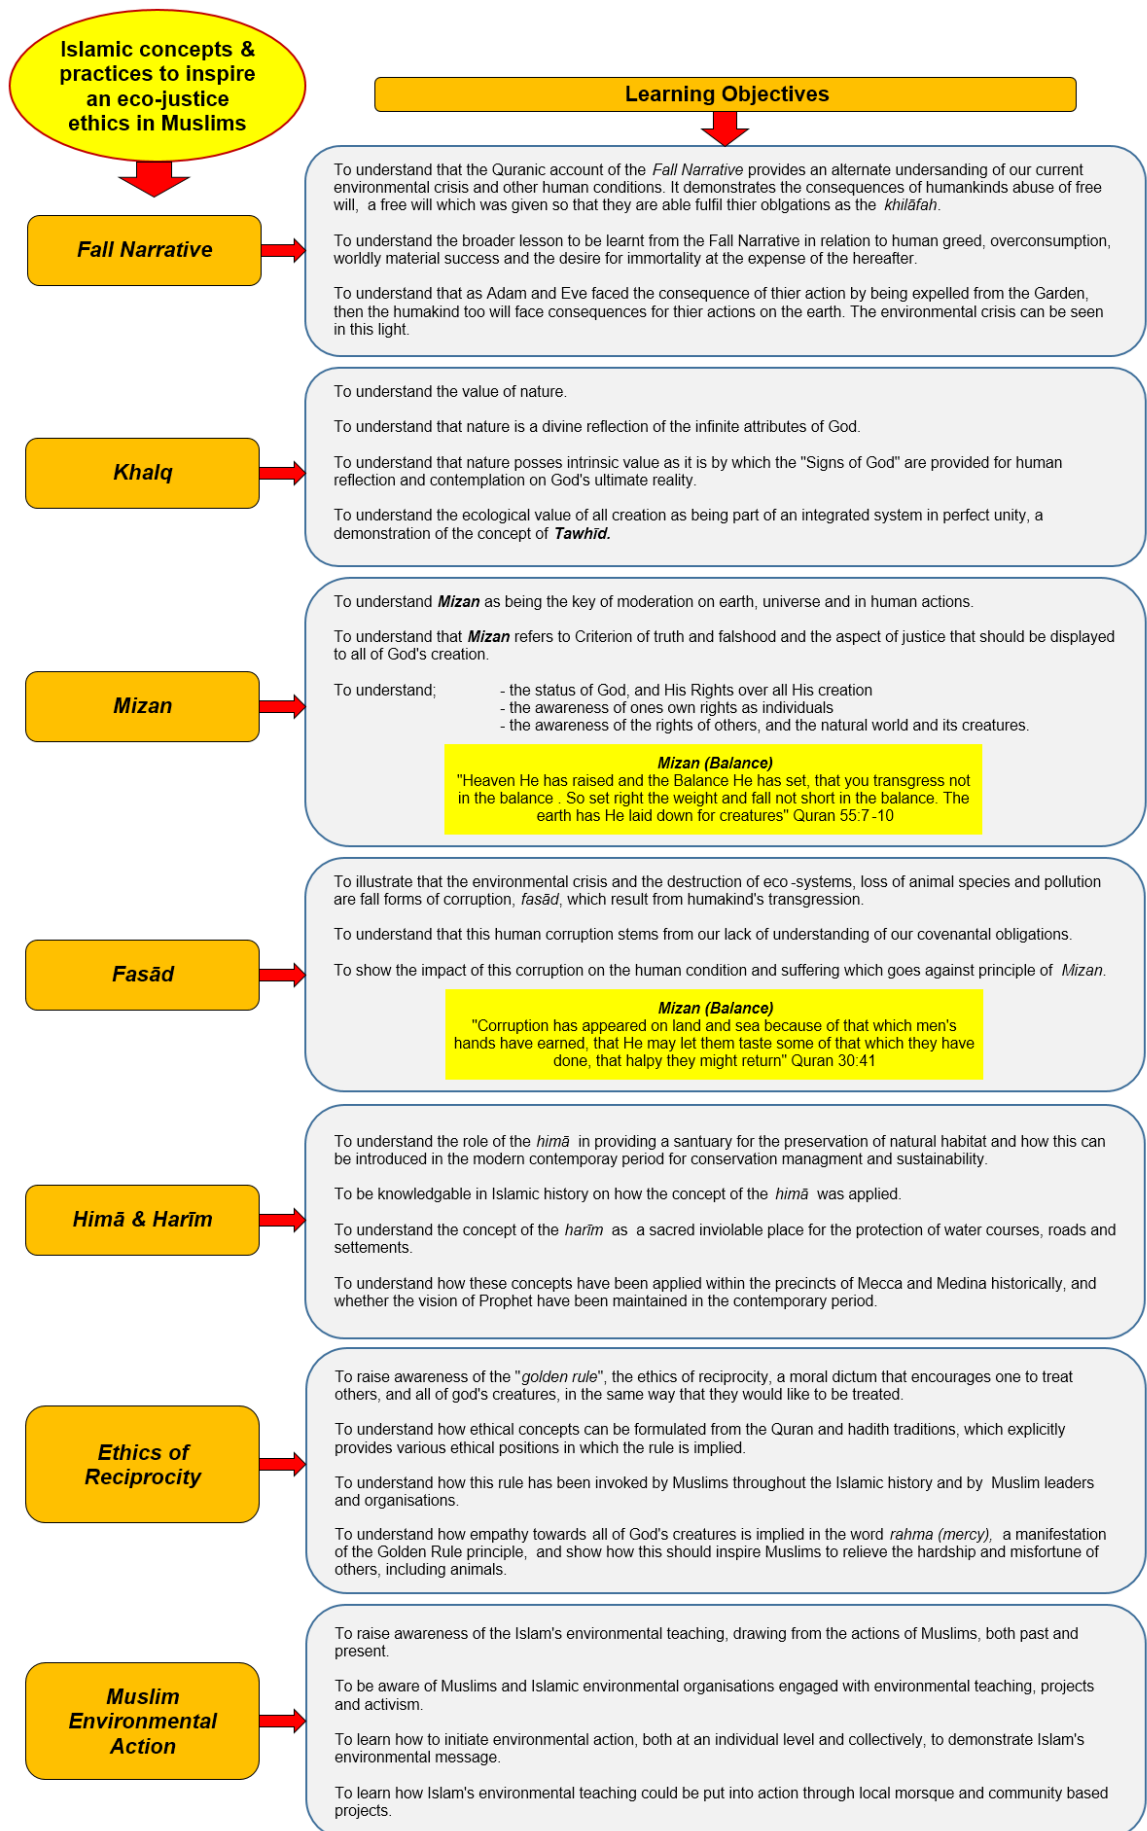 Islamic concepts &
practices to inspire
an eco-justice
ethics in Muslims
Learning Objectives
Fall Narrative
To understand that the Quranic account of the Fall Narrative provides an alternate undersanding of our current
environmental crisis and other human conditions. It demonstrates the consequences of humankinds abuse of free
will, a free will which was given so that they are able fulfil thier oblgations as the khilāfah.
To understand the broader lesson to be learnt from the Fall Narrative in relation to human greed, overconsumption,
worldly material success and the desire for immortality at the expense of the hereafter.
To understand that as Adam and Eve faced the consequence of thier action by being expelled from the Garden,
then the humakind too will face consequences for thier actions on the earth. The environmental crisis can be seen
in this light.
Khalq
To understand the value of nature.
To understand that nature is a divine reflection of the infinite attributes of God.
To understand that nature posses intrinsic value as it is by which the "Signs of God" are provided for human
reflection and contemplation on God's ultimate reality.
To understand the ecological value of all creation as being part of an integrated system in perfect unity, a
demonstration of the concept of Tawhīd.
Mizan
To understand Mizan as being the key of moderation on earth, universe and in human actions.
To understand that Mizan refers to Criterion of truth and falshood and the aspect of justice that should be displayed
to all of God's creation.
To understand; - the status of God, and His Rights over all His creation
- the awareness of ones own rights as individuals
- the awareness of the rights of others, and the natural world and its creatures.
Mizan (Balance)
"Heaven He has raised and the Balance He has set, that you transgress not
in the balance . So set right the weight and fall not short in the balance. The
earth has He laid down for creatures" Quran 55:7-10
Fasād
To illustrate that the environmental crisis and the destruction of eco-systems, loss of animal species and pollution
are fall forms of corruption, fasād, which result from humakind's transgression.
To understand that this human corruption stems from our lack of understanding of our covenantal obligations.
To show the impact of this corruption on the human condition and suffering which goes against principle of Mizan.
Mizan (Balance)
"Corruption has appeared on land and sea because of that which men's
hands have earned, that He may let them taste some of that which they have
done, that halpy they might return" Quran 30:41
Himā & Harīm
To understand the role of the himā in providing a santuary for the preservation of natural habitat and how this can
be introduced in the modern contemporay period for conservation managment and sustainability.
To be knowledgable in Islamic history on how the concept of the himā was applied.
To understand the concept of the harīm as a sacred inviolable place for the protection of water courses, roads and
settements.
To understand how these concepts have been applied within the precincts of Mecca and Medina historically, and
whether the vision of Prophet have been maintained in the contemporary period.
Ethics of
Reciprocity
To raise awareness of the "golden rule", the ethics of reciprocity, a moral dictum that encourages one to treat
others, and all of god's creatures, in the same way that they would like to be treated.
To understand how ethical concepts can be formulated from the Quran and hadith traditions, which explicitly
provides various ethical positions in which the rule is implied.
To understand how this rule has been invoked by Muslims throughout the Islamic history and by Muslim leaders
and organisations.
To understand how empathy towards all of God's creatures is implied in the word rahma (mercy), a manifestation
of the Golden Rule principle, and show how this should inspire Muslims to relieve the hardship and misfortune of
others, including animals.
Muslim
Environmental
Action
To raise awareness of the Islam's environmental teaching, drawing from the actions of Muslims, both past and
present.
To be aware of Muslims and Islamic environmental organisations engaged with environmental teaching, projects
and activism.
To learn how to initiate environmental action, both at an individual level and collectively, to demonstrate Islam's
environmental message.
To learn how Islam's environmental teaching could be put into action through local morsque and community based
projects.